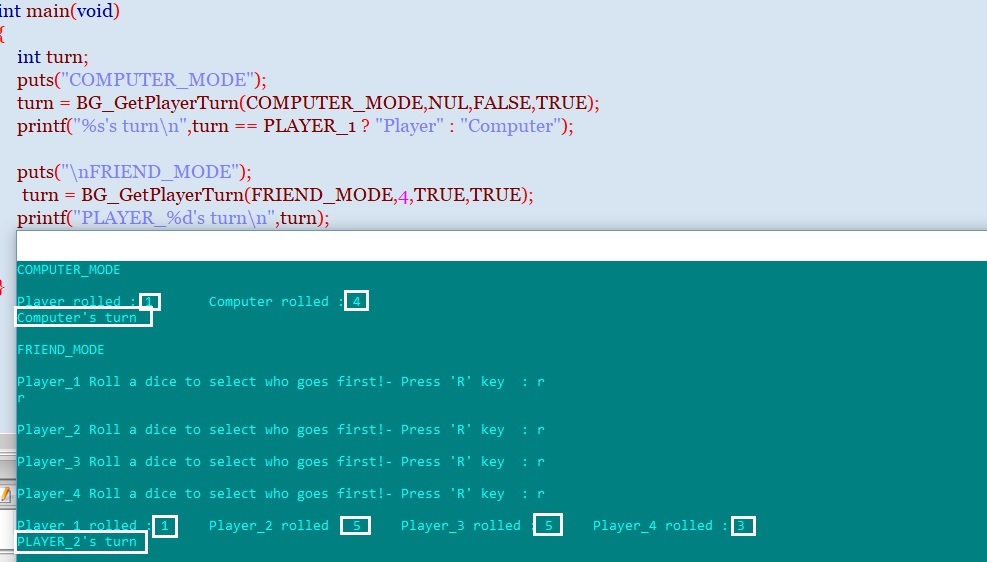 int main(void)
{
int turn;
puts("COMPUTER_MODE");
turn = BG_GetPlayerTurn(COMPUTER_MODE,NUL,FALSE,TRUE);
printf("%s's turn\n",turn == PLAYER_1 ? "Player" : "Computer");
puts("\nFRIEND_MODE");
turn = BG_GetPlayerTurn(FRIEND_MODE,4,TRUE,TRUE);
printf("PLAYER_%d's turn\n",turn);
}
COMPUTER_MODE
Player rolled : 1 Computer rolled : 4
Computer's turn
FRIEND_MODE
Player_1 Roll a dice to select who goes first!- Press 'R' key : r
r
Player_2 Roll a dice to select who goes first!- Press 'R' key : r
Player_3 Roll a dice to select who goes first!- Press 'R' key : r
Player_4 Roll a dice to select who goes first!- Press 'R' key : r
Player_1 rolled : 1 Player_2 rolled 5 Player_3 rolled : 5 Player_4 rolled : 3
PLAYER_2's turn